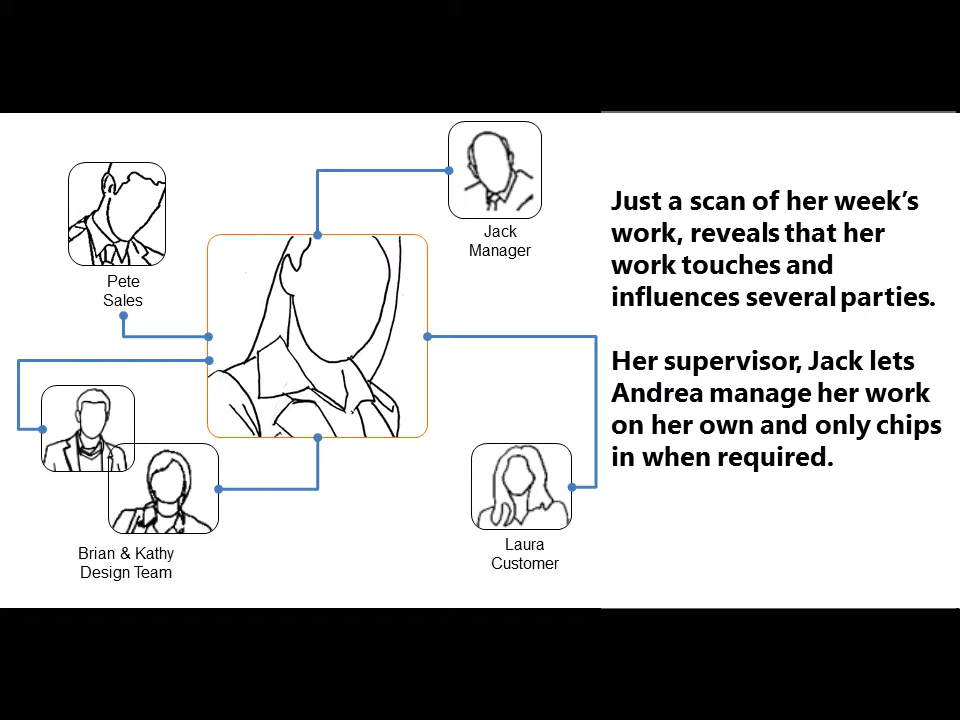 Jack
Manager
Pete
Sales
Brian & Kathy
Design Team
Laura
Customer
Just a scan of her week’s
work, reveals that her
work touches and
influences several parties.
Her supervisor, Jack lets
Andrea manage her work
on her own and only chips
in when required.